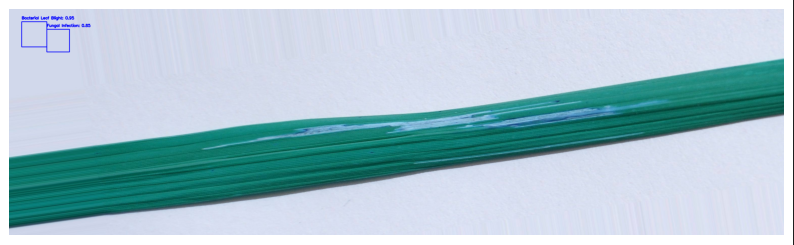 Bacterial Leaf Blight: 0.95
Fungal Infection: 0.85